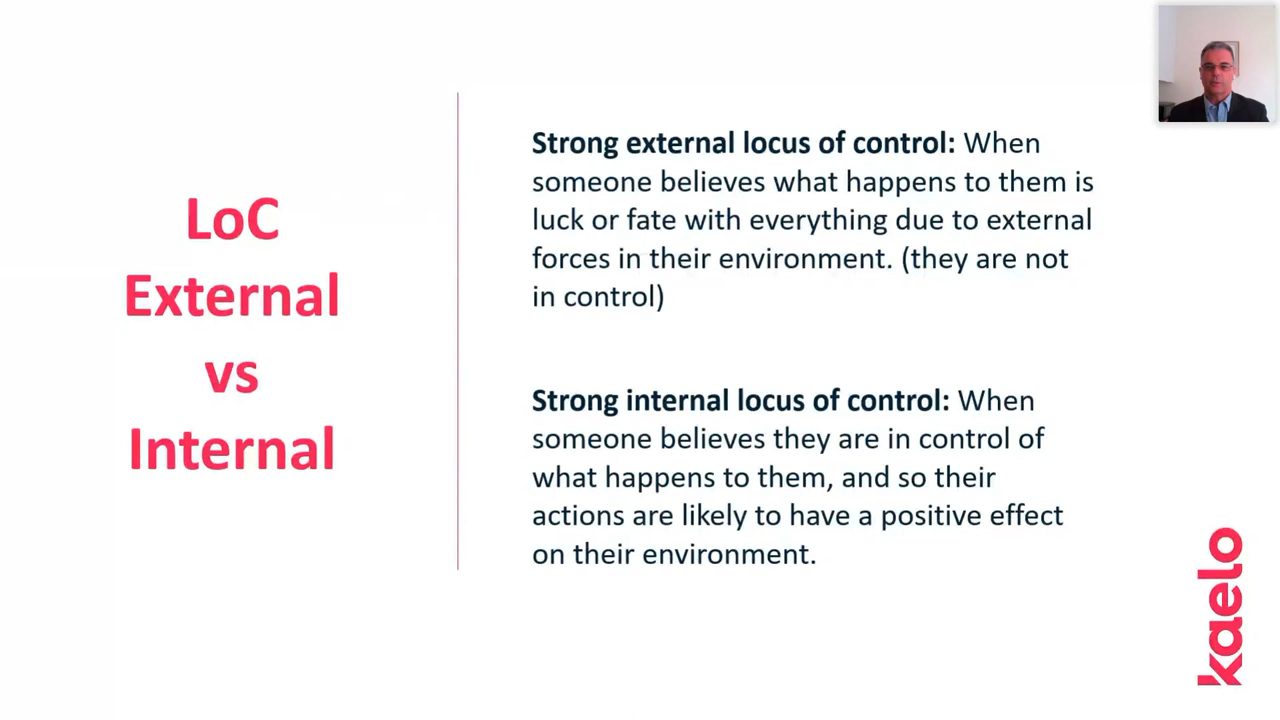 LoC
External
vs
Internal
Strong external locus of control: When
someone believes what happens to them is
luck or fate with everything due to external
forces in their environment. (they are not
in control)
Strong internal locus of control: When
someone believes they are in control of
what happens to them, and so their
actions are likely to have a positive effect
on their environment.
kaelo